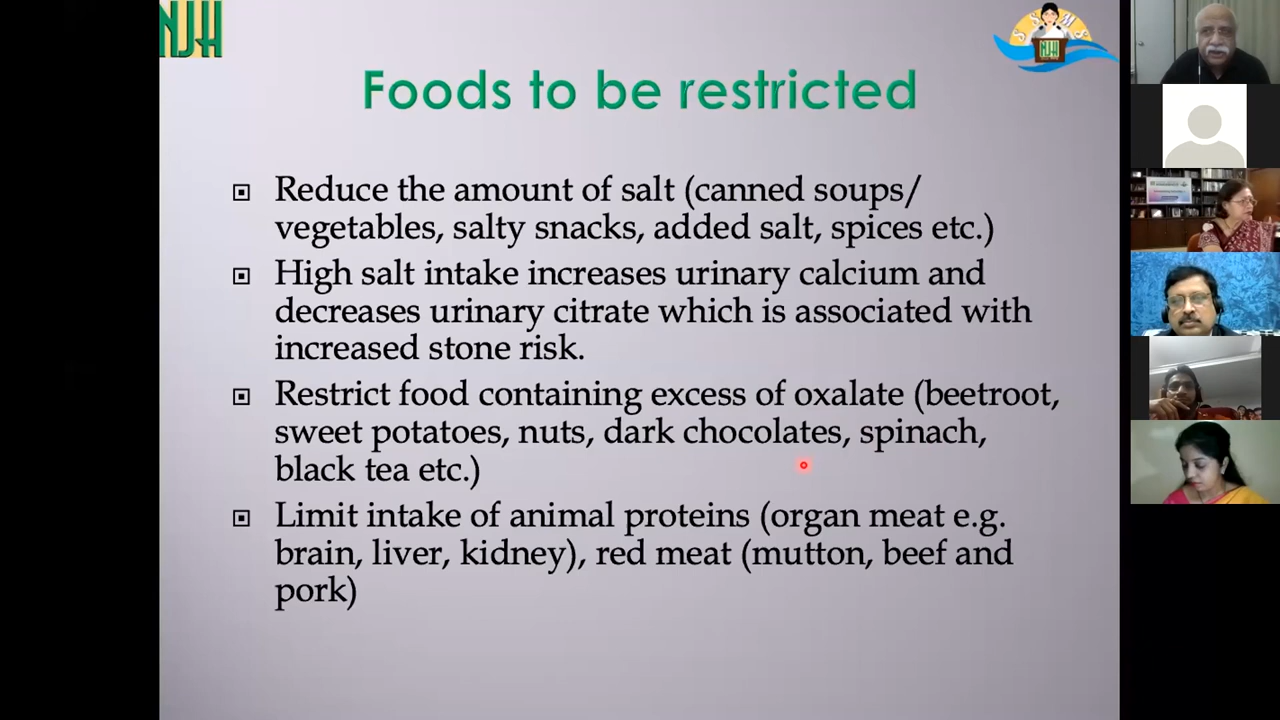 NJH
S S M S
NJH
Foods to be restricted
Reduce the amount of salt (canned soups/
vegetables, salty snacks, added salt, spices etc.)
High salt intake increases urinary calcium and
decreases urinary citrate which is associated with
increased stone risk.
Restrict food containing excess of oxalate (beetroot,
sweet potatoes, nuts, dark chocolates, spinach,
black tea etc.)
Limit intake of animal proteins (organ meat e.g.
brain, liver, kidney), red meat (mutton, beef and
pork)